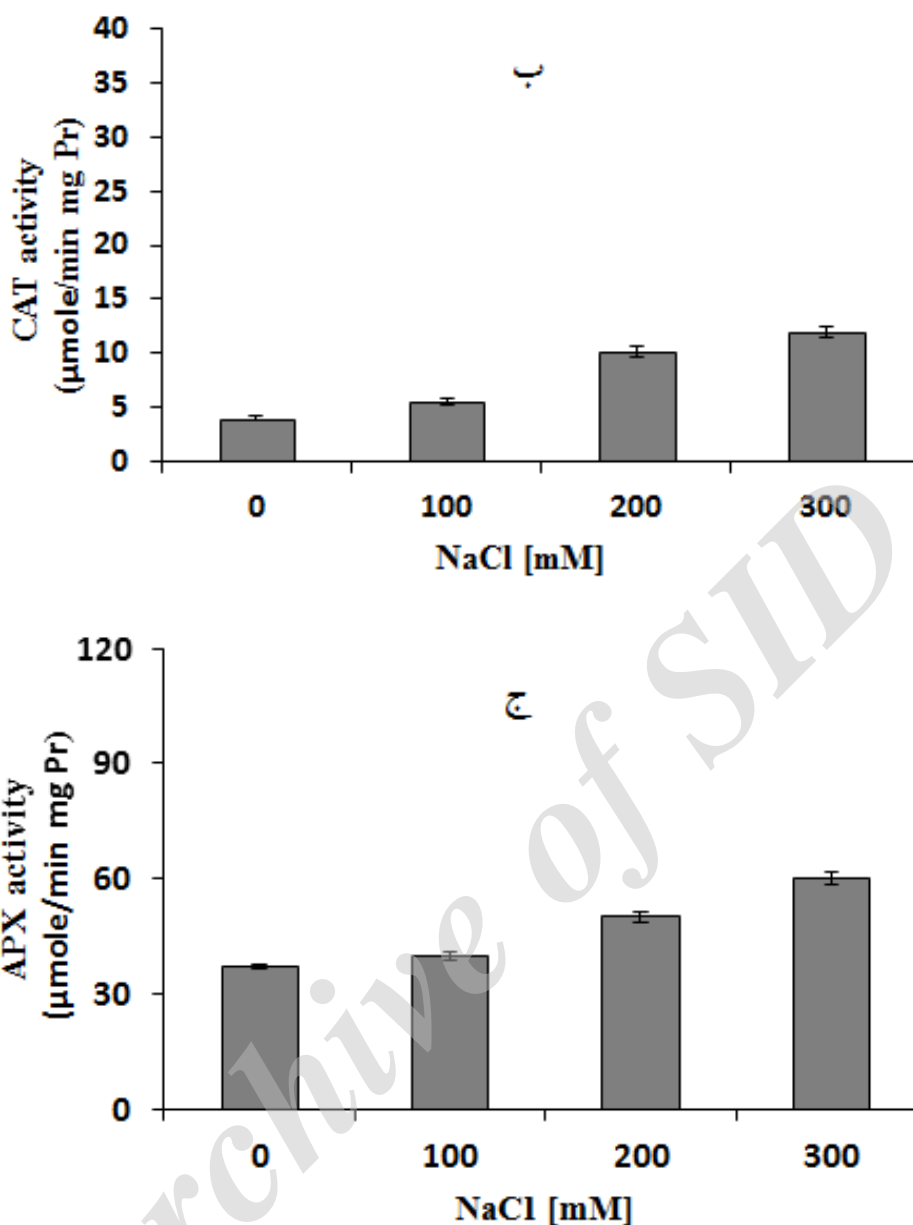 40
35
30
25
20
15
10
5
0
ب
CAT activity
(µmole/min mg Pr)
0 100 200 300
NaCl [mM]
120
90
60
30
0
ج
APX activity
(µmole/min mg Pr)
0 100 200 300
NaCl [mM]
rchive of SID